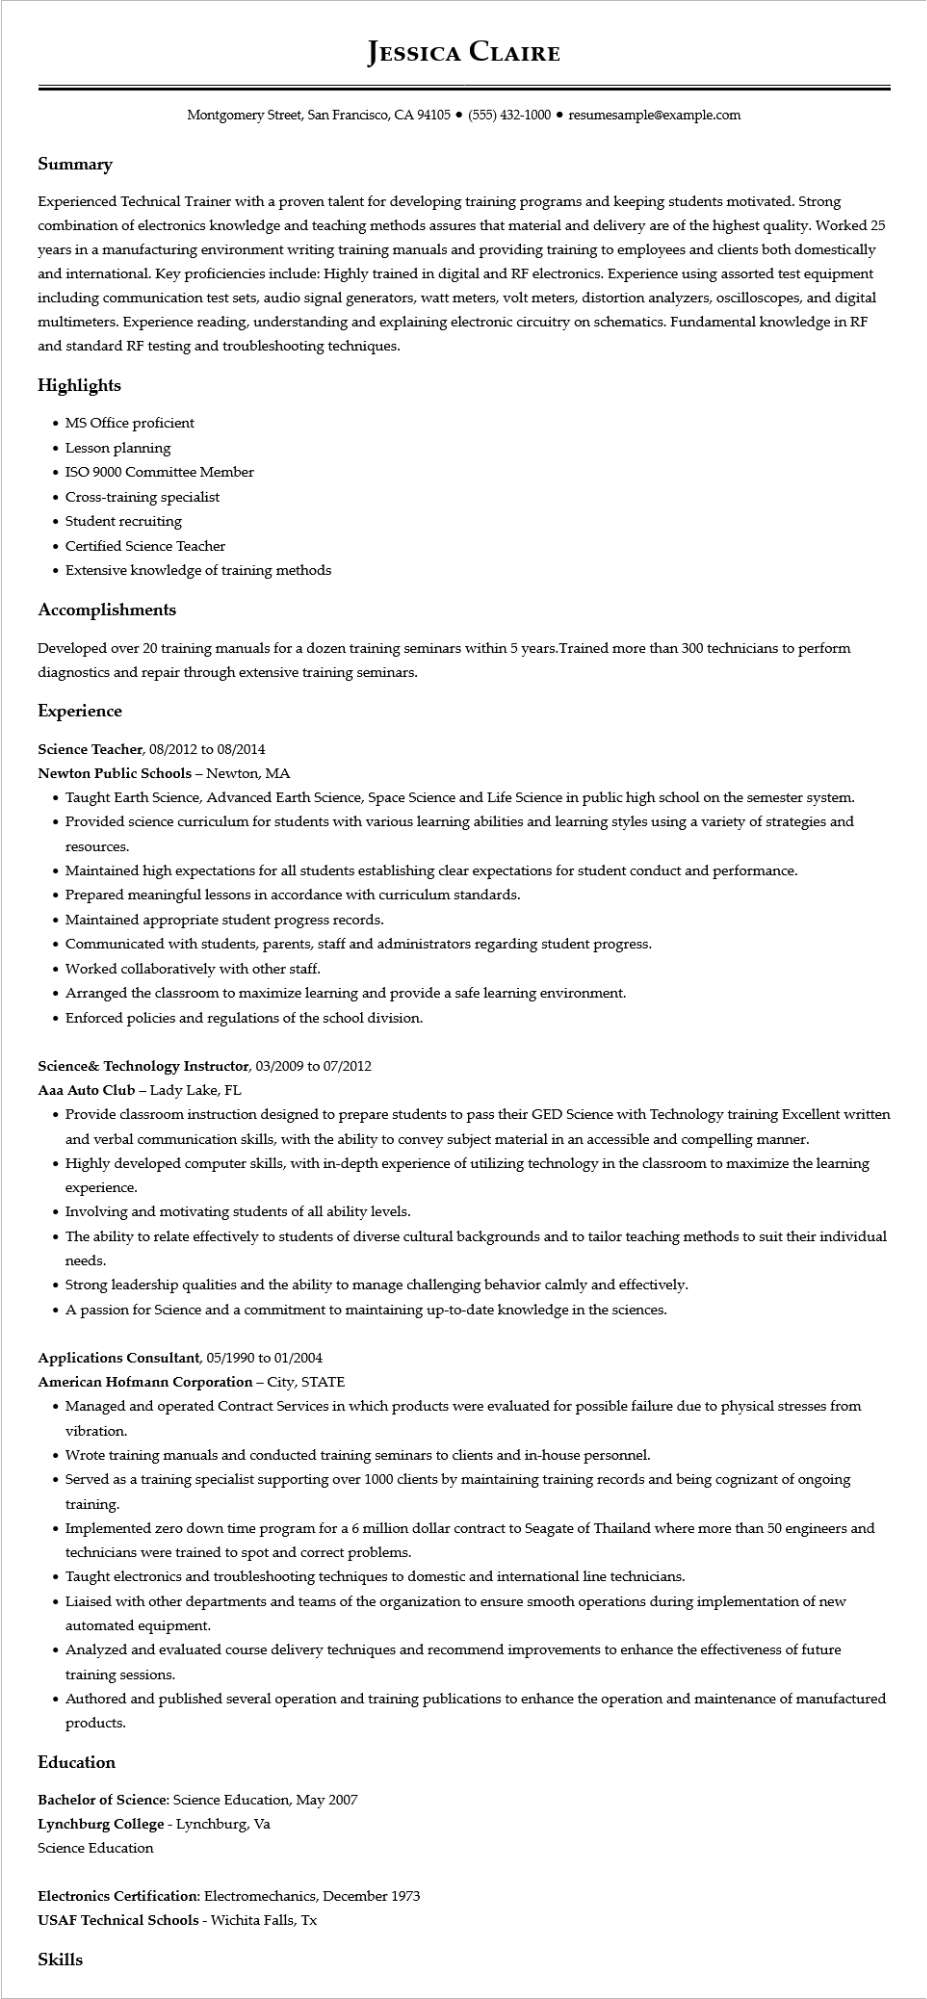 Jessica Claire
Montgomery Street, San Francisco, CA 94105 ● (555) 432-1000 ● resumesample@example.com
Summary
Experienced Technical Trainer with a proven talent for developing training programs and keeping students motivated. Strong
combination of electronics knowledge and teaching methods assures that material and delivery are of the highest quality. Worked 25
years in a manufacturing environment writing training manuals and providing training to employees and clients both domestically
and international. Key proficiencies include: Highly trained in digital and RF electronics. Experience using assorted test equipment
including communication test sets, audio signal generators, watt meters, volt meters, distortion analyzers, oscilloscopes, and digital
multimeters. Experience reading, understanding and explaining electronic circuitry on schematics. Fundamental knowledge in RF
and standard RF testing and troubleshooting techniques.
Highlights
• MS Office proficient
• Lesson planning
• ISO 9000 Committee Member
• Cross-training specialist
• Student recruiting
• Certified Science Teacher
• Extensive knowledge of training methods
Accomplishments
Developed over 20 training manuals for a dozen training seminars within 5 years.Trained more than 300 technicians to perform
diagnostics and repair through extensive training seminars.
Experience
Science Teacher, 08/2012 to 08/2014
Newton Public Schools – Newton, MA
• Taught Earth Science, Advanced Earth Science, Space Science and Life Science in public high school on the semester system.
• Provided science curriculum for students with various learning abilities and learning styles using a variety of strategies and
resources.
• Maintained high expectations for all students establishing clear expectations for student conduct and performance.
• Prepared meaningful lessons in accordance with curriculum standards.
• Maintained appropriate student progress records.
• Communicated with students, parents, staff and administrators regarding student progress.
• Worked collaboratively with other staff.
• Arranged the classroom to maximize learning and provide a safe learning environment.
• Enforced policies and regulations of the school division.
Science& Technology Instructor, 03/2009 to 07/2012
Aaa Auto Club – Lady Lake, FL
• Provide classroom instruction designed to prepare students to pass their GED Science with Technology training Excellent written
and verbal communication skills, with the ability to convey subject material in an accessible and compelling manner.
• Highly developed computer skills, with in-depth experience of utilizing technology in the classroom to maximize the learning
experience.
• Involving and motivating students of all ability levels.
• The ability to relate effectively to students of diverse cultural backgrounds and to tailor teaching methods to suit their individual
needs.
• Strong leadership qualities and the ability to manage challenging behavior calmly and effectively.
• A passion for Science and a commitment to maintaining up-to-date knowledge in the sciences.
Applications Consultant, 05/1990 to 01/2004
American Hofmann Corporation – City, STATE
• Managed and operated Contract Services in which products were evaluated for possible failure due to physical stresses from
vibration.
• Wrote training manuals and conducted training seminars to clients and in-house personnel.
• Served as a training specialist supporting over 1000 clients by maintaining training records and being cognizant of ongoing
training.
• Implemented zero down time program for a 6 million dollar contract to Seagate of Thailand where more than 50 engineers and
technicians were trained to spot and correct problems.
• Taught electronics and troubleshooting techniques to domestic and international line technicians.
• Liaised with other departments and teams of the organization to ensure smooth operations during implementation of new
automated equipment.
• Analyzed and evaluated course delivery techniques and recommend improvements to enhance the effectiveness of future
training sessions.
• Authored and published several operation and training publications to enhance the operation and maintenance of manufactured
products.
Education
Bachelor of Science: Science Education, May 2007
Lynchburg College - Lynchburg, Va
Science Education
Electronics Certification: Electromechanics, December 1973
USAF Technical Schools - Wichita Falls, Tx
Skills